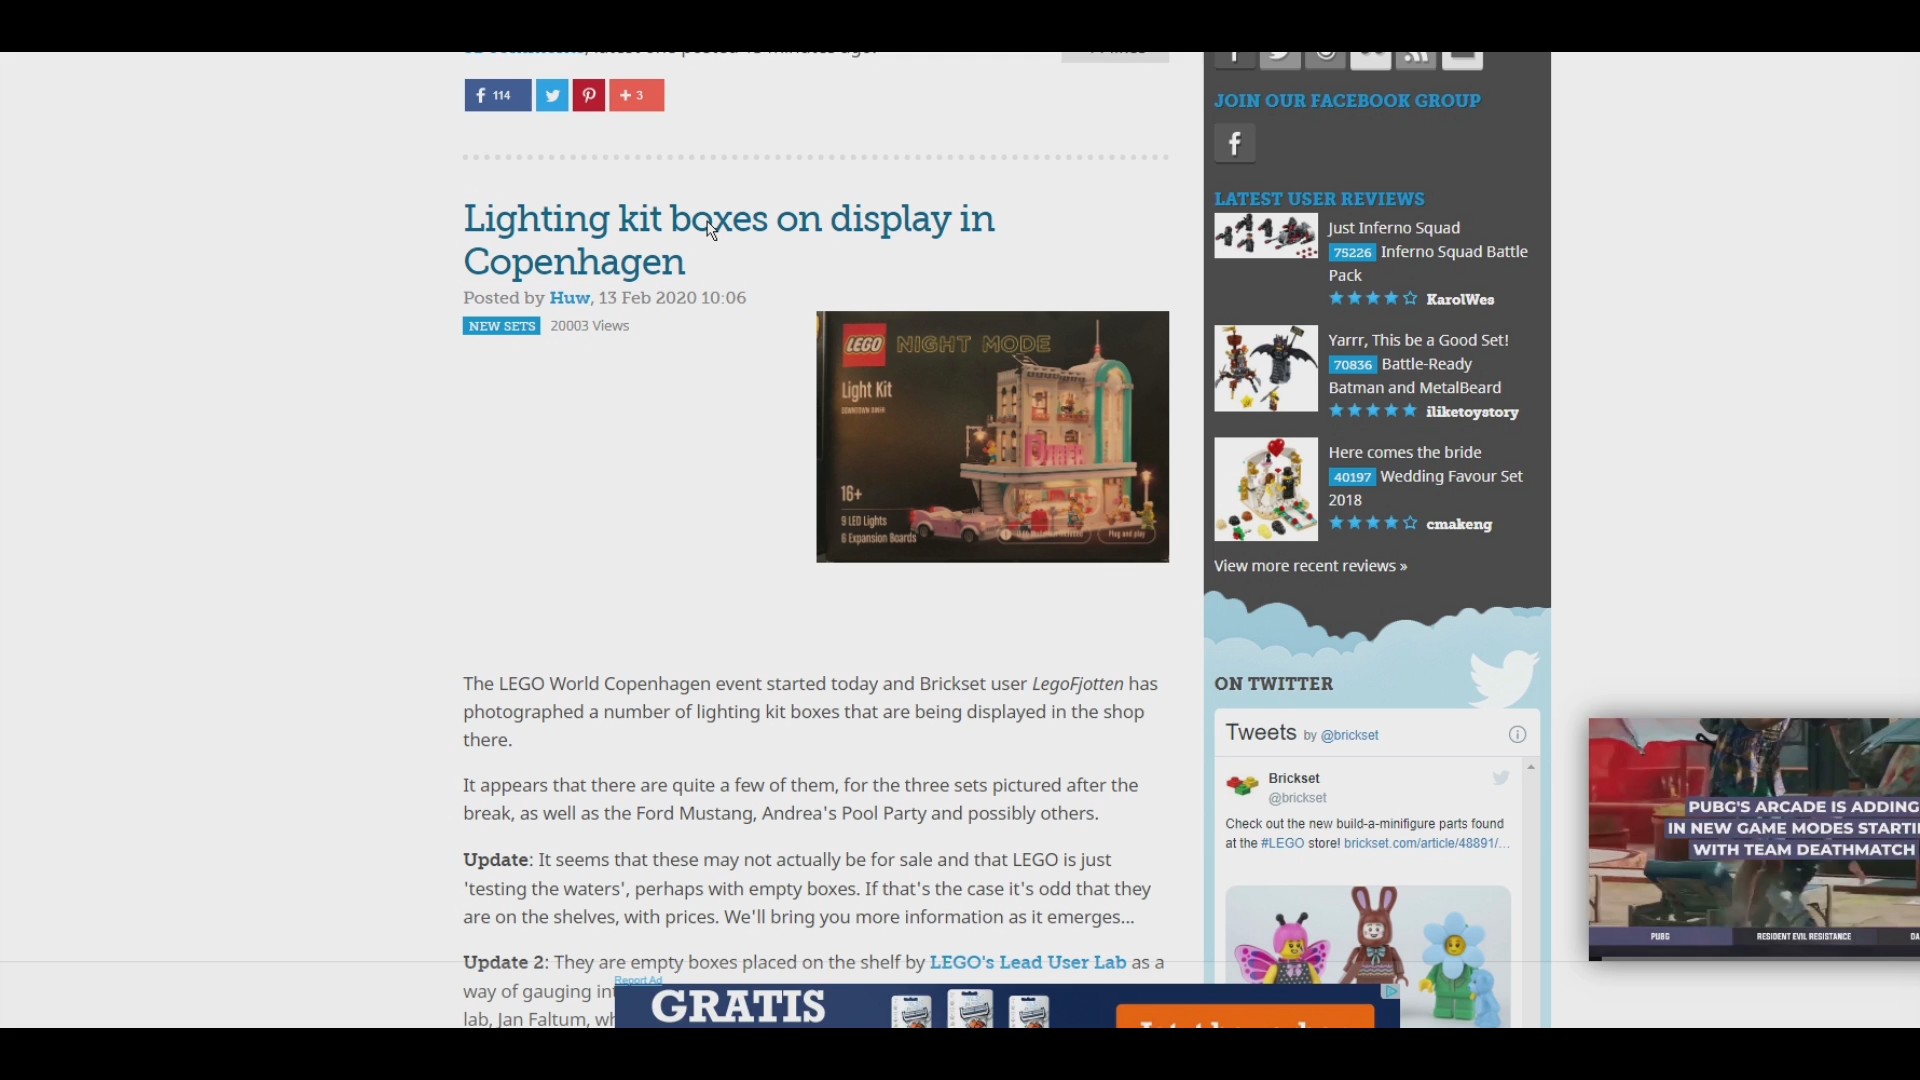 114
+ 3
Lighting kit boxes on display in
Copenhagen
Posted by Huw, 13 Feb 2020 10:06
NEW SETS 20003 Views
LEGO NIGHT MODE
Light Kit
DOWNTOWN DINER
16+
9 LED Lights
6 Expansion Boards
Plug and play
DINER
The LEGO World Copenhagen event started today and Brickset user LegoFjotten has
photographed a number of lighting kit boxes that are being displayed in the shop
there.
It appears that there are quite a few of them, for the three sets pictured after the
break, as well as the Ford Mustang, Andrea's Pool Party and possibly others.
Update: It seems that these may not actually be for sale and that LEGO is just
'testing the waters', perhaps with empty boxes. If that's the case it's odd that they
are on the shelves, with prices. We'll bring you more information as it emerges...
Update 2: They are empty boxes placed on the shelf by LEGO's Lead User Lab as a
way of gauging
lab, Jan Faltum,
Report Ad
GRATIS
JOIN OUR FACEBOOK GROUP
LATEST USER REVIEWS
Just Inferno Squad
75226 Inferno Squad Battle
Pack
KarolWes
Yarrr, This be a Good Set!
70836 Battle-Ready
Batman and MetalBeard
iliketoystory
Here comes the bride
40197 Wedding Favour Set
2018
cmakeng
View more recent reviews »
ON TWITTER
Tweets by @brickset
Brickset
@brickset
Check out the new build-a-minifigure parts found
at the #LEGO store! brickset.com/article/48891/...
PUBG'S ARCADE IS ADDING
IN NEW GAME MODES STARTI
WITH TEAM DEATHMATCH
PUBG RESIDENT EVIL RESISTANCE DA